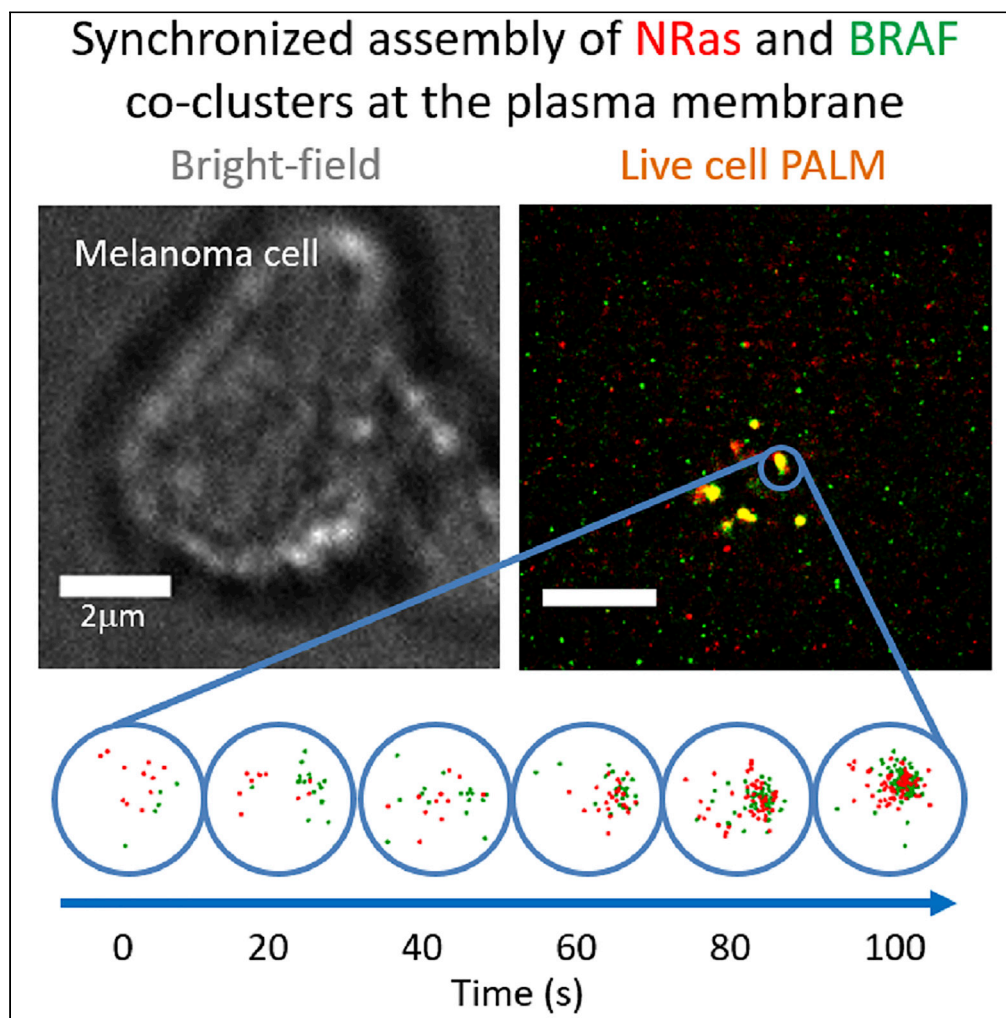 Synchronized assembly of NRas and BRAF
co-clusters at the plasma membrane
Bright-field
Live cell PALM
Melanoma cell
2μm
0 20 40 60 80 100
Time (s)